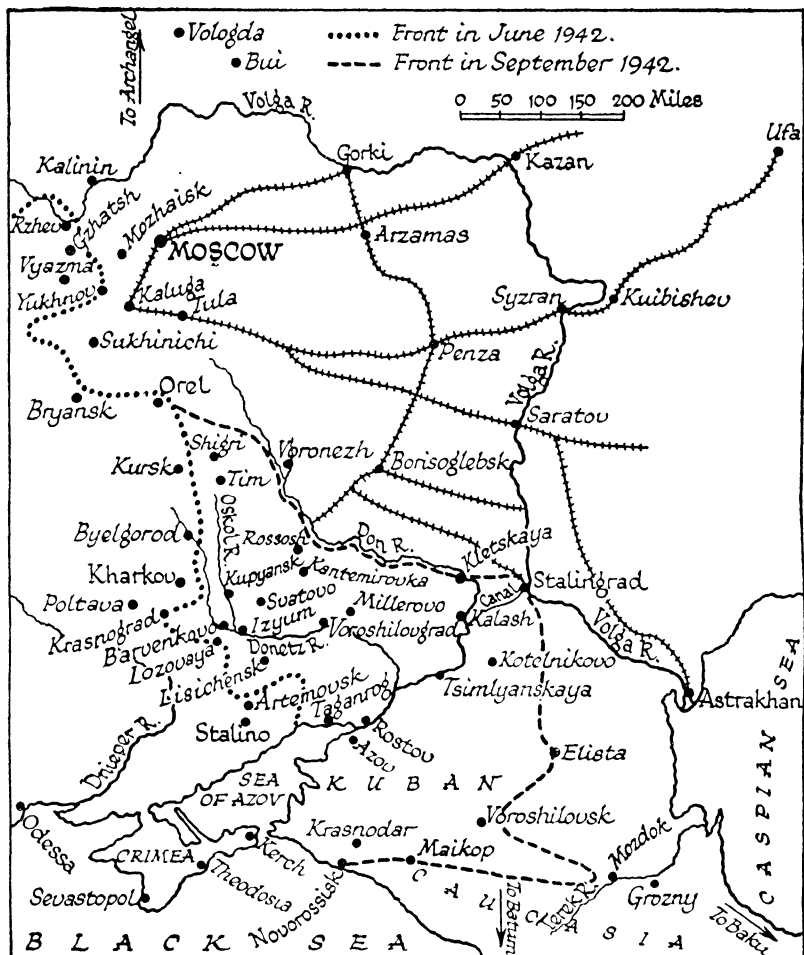 Vologda
Bui
To Archangel
Front in June 1942.
Front in September 1942.
0 50 100 150 200 Miles
Volga R.
Ufa
Kalinin
Gorki
Kazan
Rzhev
Gzhatsh
Mozhaisk
MOSCOW
Arzamas
Vyazma
Yukhnov
Kaluga
Tula
Syzran
Kuibishev
Sukhinichi
Penza
Volga R.
Bryansk
Orel
Saratov
Shigri
Voronezh
Kursk
Tim
Borisoglebsk
Oskol R.
Byelgorod
Rossosh
Don R.
Kletskaya
Kharkov
Kupyansk
Kantemirovka
Stalingrad
Poltava
Svatovo
Millerovo
Canal
Krasnograd
Izyum
Voroshilovgrad
Kalash
Volga R.
Barvenkovo
Lozovaya
Donetz R.
Lisichensk
Kotelnikovo
Tsimlyanskaya
Astrakhan
Artemovsk
Taganrog
Stalino
Rostov
Azov
Dnieper R.
Elista
SEA
OF AZOV
KUBAN
CASPIAN SEA
Odessa
Krasnodar
Voroshilovsk
CRIMEA
Kerch
Maikop
Mozdok
Sevastopol
Theodosia
Novorossisk
To Batum
Terek R.
Grozny
To Baku
CAUCASIA
BLACK SEA